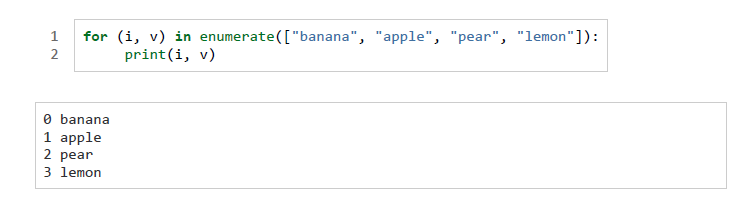 1 for (i, v) in enumerate(["banana", "apple", "pear", "lemon"]):
2      print(i, v)
0 banana
1 apple
2 pear
3 lemon